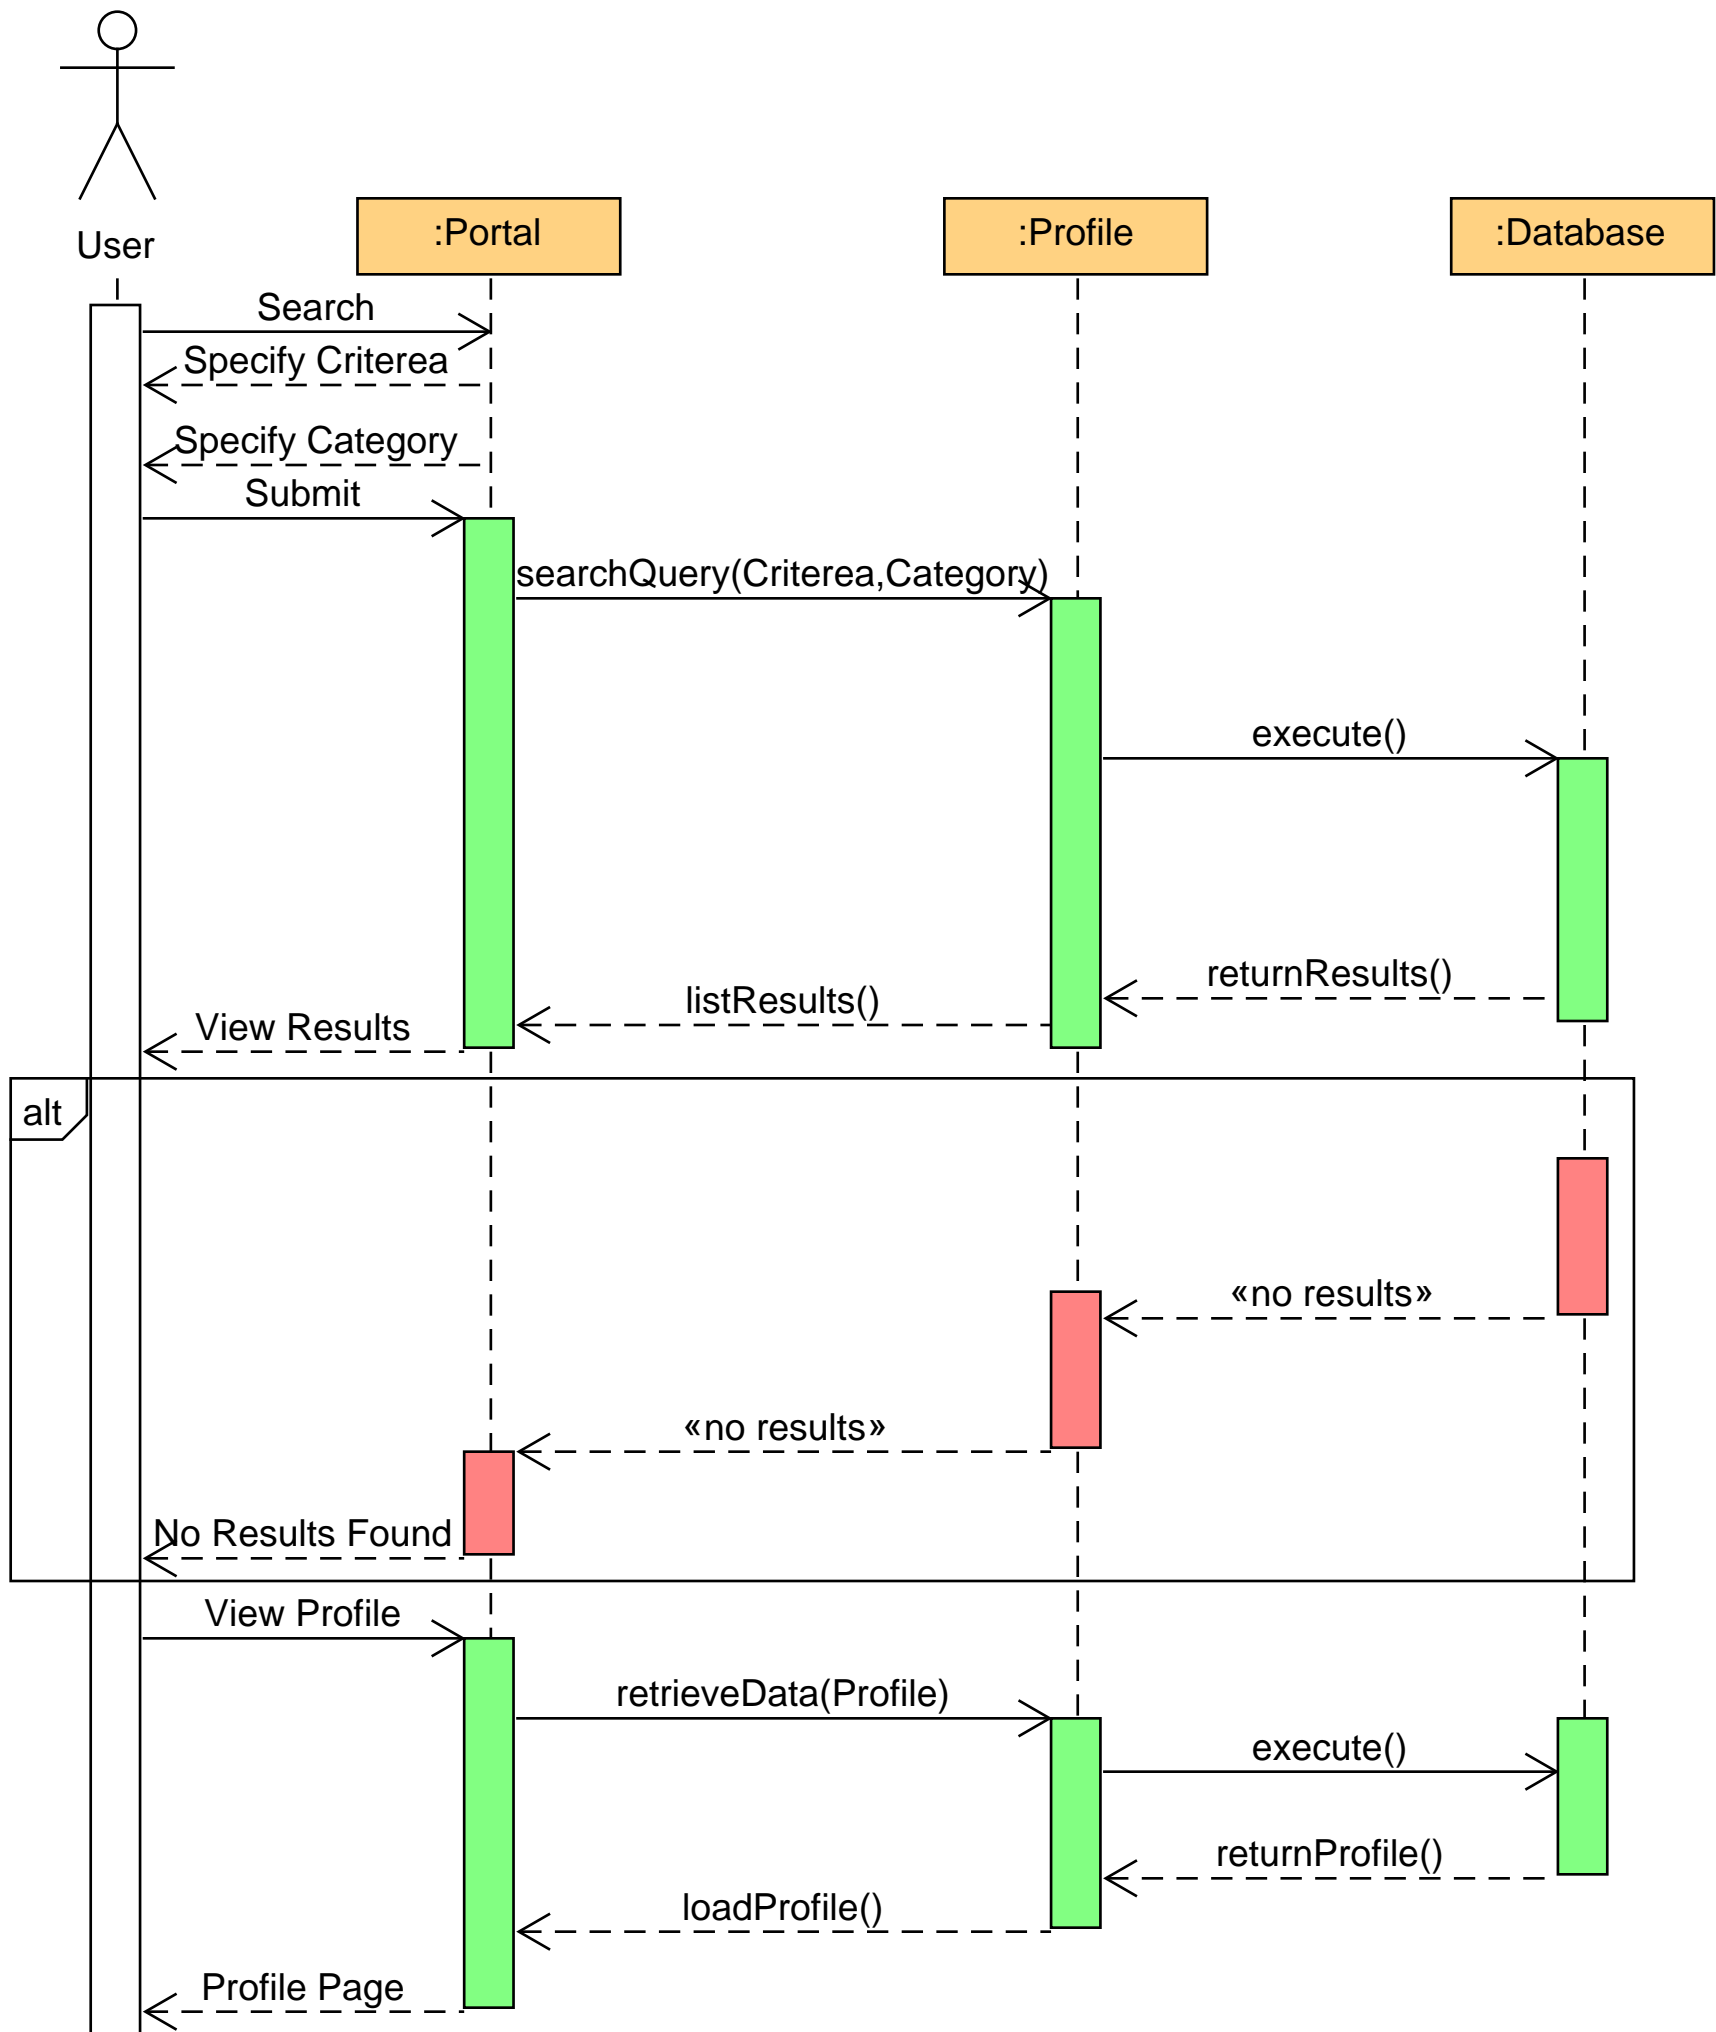 User
:Portal
:Profile
:Database
Search
Specify Criterea
Specify Category
Submit
searchQuery(Criterea,Category)
execute()
returnResults()
listResults()
View Results
alt
«no results»
«no results»
No Results Found
View Profile
retrieveData(Profile)
execute()
returnProfile()
loadProfile()
Profile Page